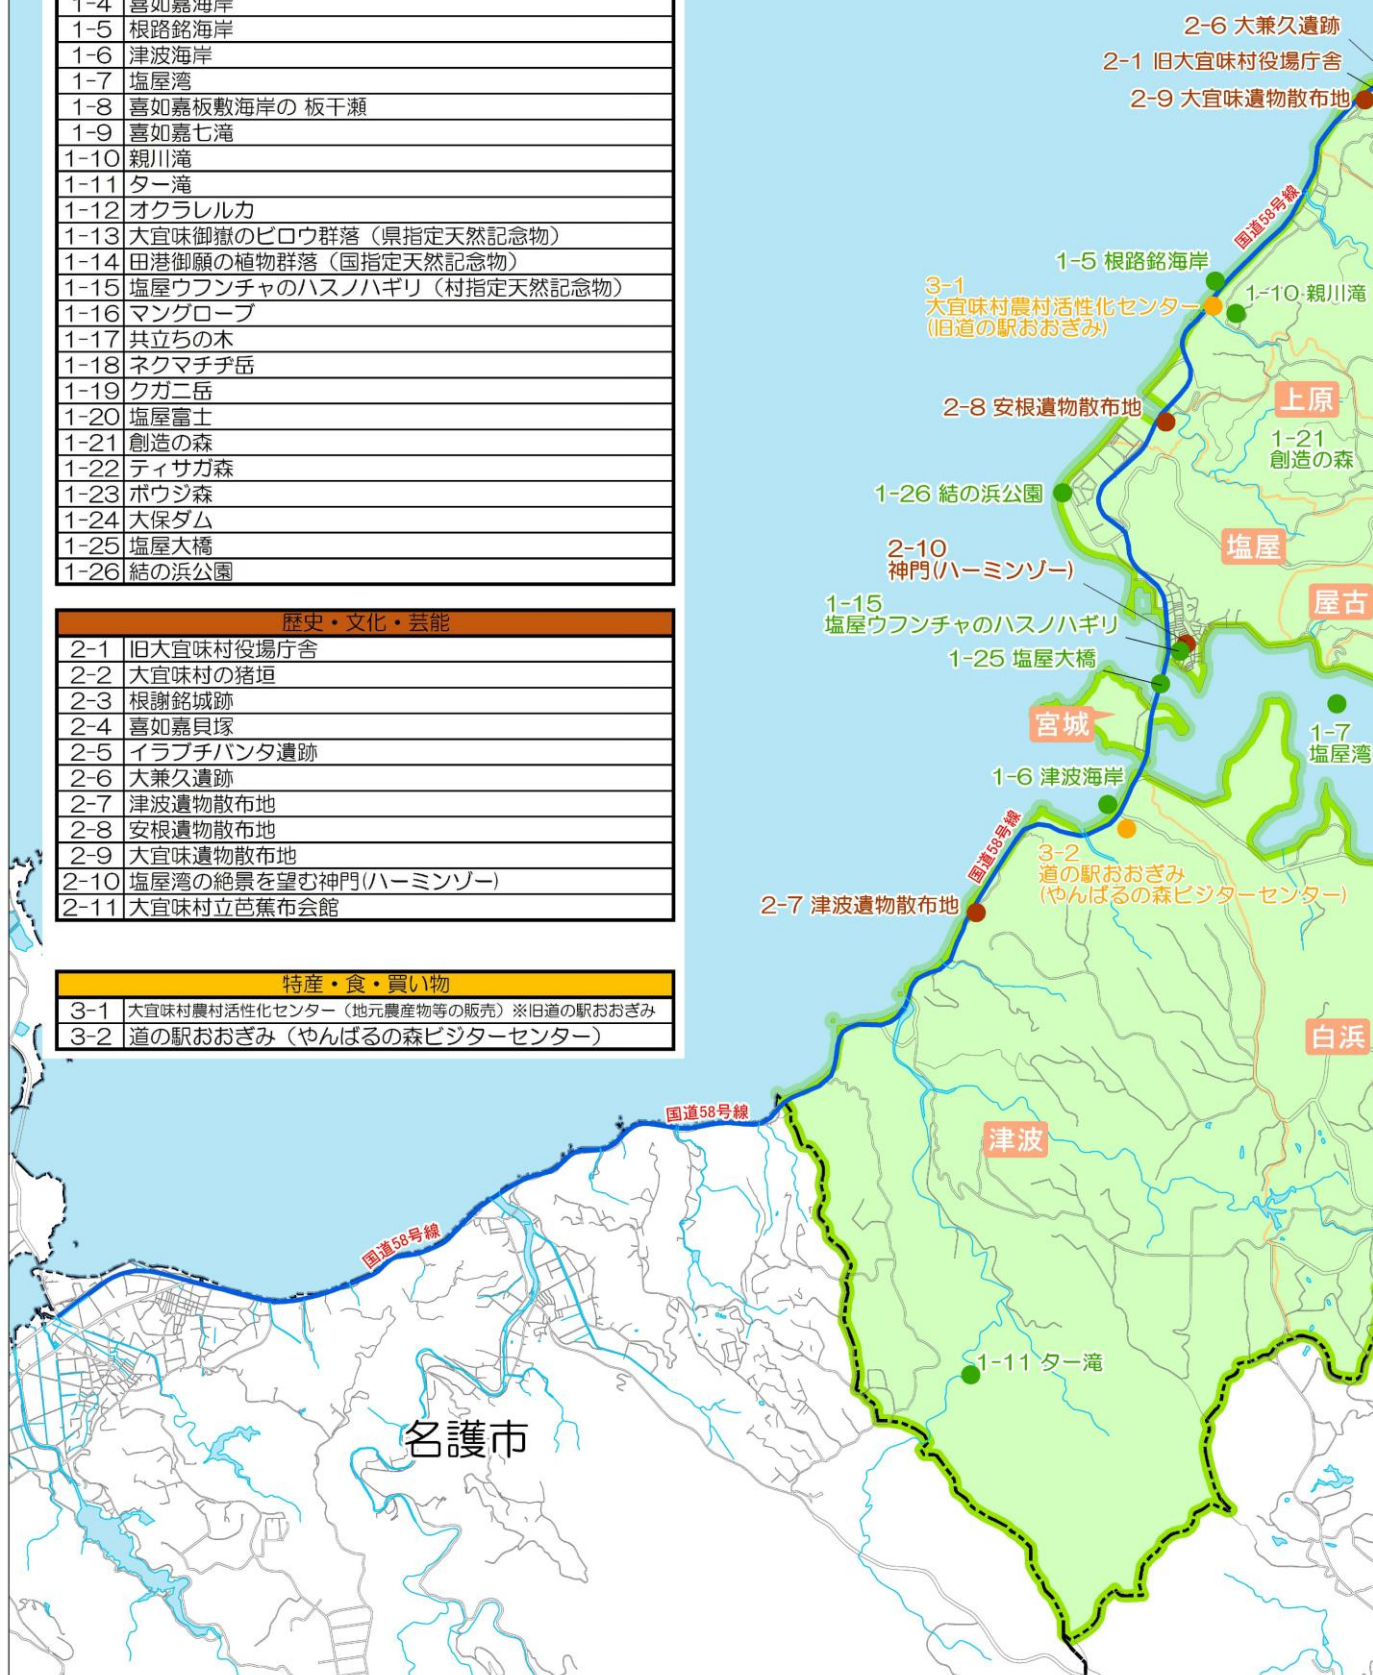 1-4 喜如嘉海岸
1-5 根路銘海岸
1-6 津波海岸
1-7 塩屋湾
1-8 喜如嘉板敷海岸の 板干瀬
1-9 喜如嘉七滝
1-10 親川滝
1-11 ター滝
1-12 オクラレルカ
1-13 大宜味御嶽のビロウ群落（県指定天然記念物）
1-14 田港御願の植物群落（国指定天然記念物）
1-15 塩屋ウフンチャのハスノハギリ（村指定天然記念物）
1-16 マングローブ
1-17 共立ちの木
1-18 ネクマチヂ岳
1-19 クガニ岳
1-20 塩屋富士
1-21 創造の森
1-22 ティサガ森
1-23 ボウジ森
1-24 大保ダム
1-25 塩屋大橋
1-26 結の浜公園
歴史・文化・芸能
2-1 旧大宜味村役場庁舎
2-2 大宜味村の猪垣
2-3 根謝銘城跡
2-4 喜如嘉貝塚
2-5 イラブチバンタ遺跡
2-6 大兼久遺跡
2-7 津波遺物散布地
2-8 安根遺物散布地
2-9 大宜味遺物散布地
2-10 塩屋湾の絶景を望む神門(ハーミンゾー)
2-11 大宜味村立芭蕉布会館
特産・食・買い物
3-1 大宜味村農村活性化センター（地元農産物等の販売）※旧道の駅おおぎみ
3-2 道の駅おおぎみ（やんばるの森ビジターセンター）
2-6 大兼久遺跡
2-1 旧大宜味村役場庁舎
2-9 大宜味遺物散布地
国道58号線
1-5 根路銘海岸
3-1
大宜味村農村活性化センター
(旧道の駅おおぎみ)
1-10 親川滝
上原
2-8 安根遺物散布地
1-21
創造の森
1-26 結の浜公園
塩屋
2-10
神門(ハーミンゾー)
屋古
1-15
塩屋ウフンチャのハスノハギリ
1-25 塩屋大橋
宮城
1-7
塩屋湾
1-6 津波海岸
国道58号線
3-2
道の駅おおぎみ
(やんばるの森ビジターセンター)
2-7 津波遺物散布地
白浜
国道58号線
津波
国道58号線
1-11 ター滝
名護市